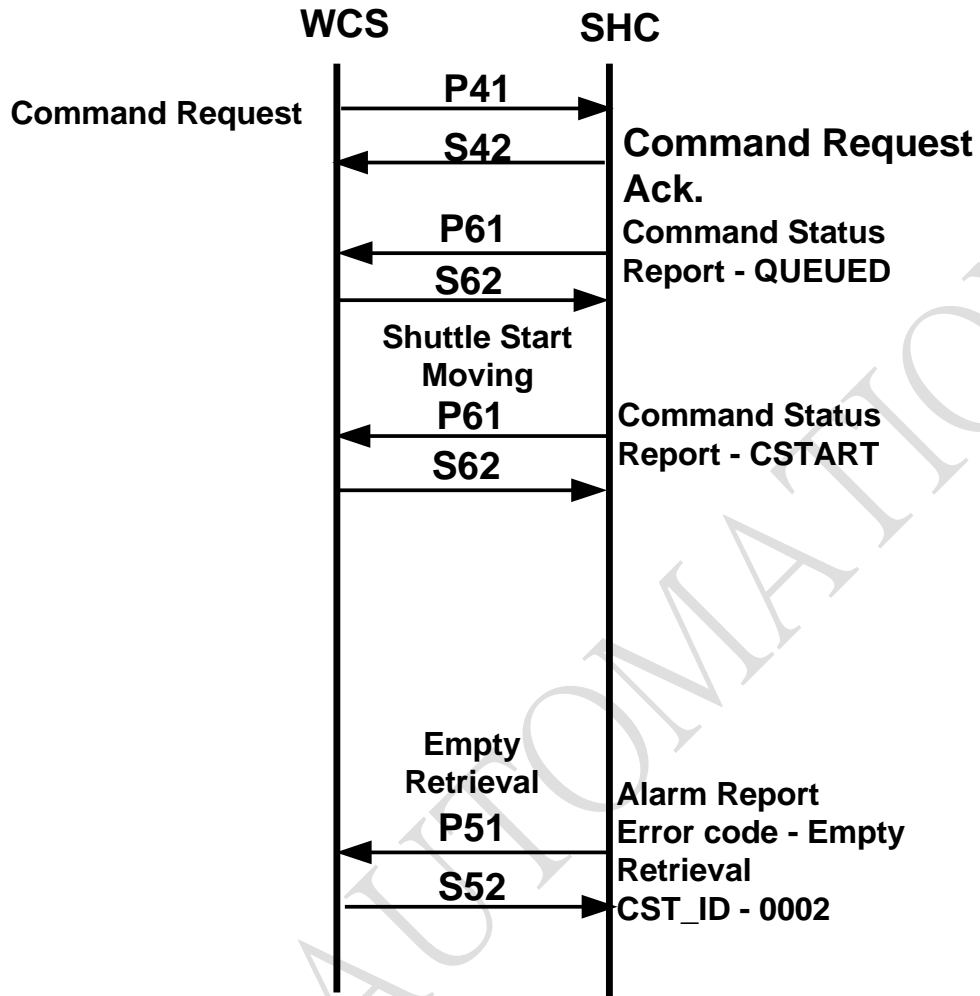 WCS
SHC
P41
Command Request
S42
Command Request
Ack.
P61
Command Status
Report - QUEUED
S62
Shuttle Start
Moving
P61
Command Status
Report - CSTART
S62
Empty
Retrieval
Alarm Report
P51
Error code - Empty
Retrieval
S52
CST_ID - 0002
AUTOMATIO